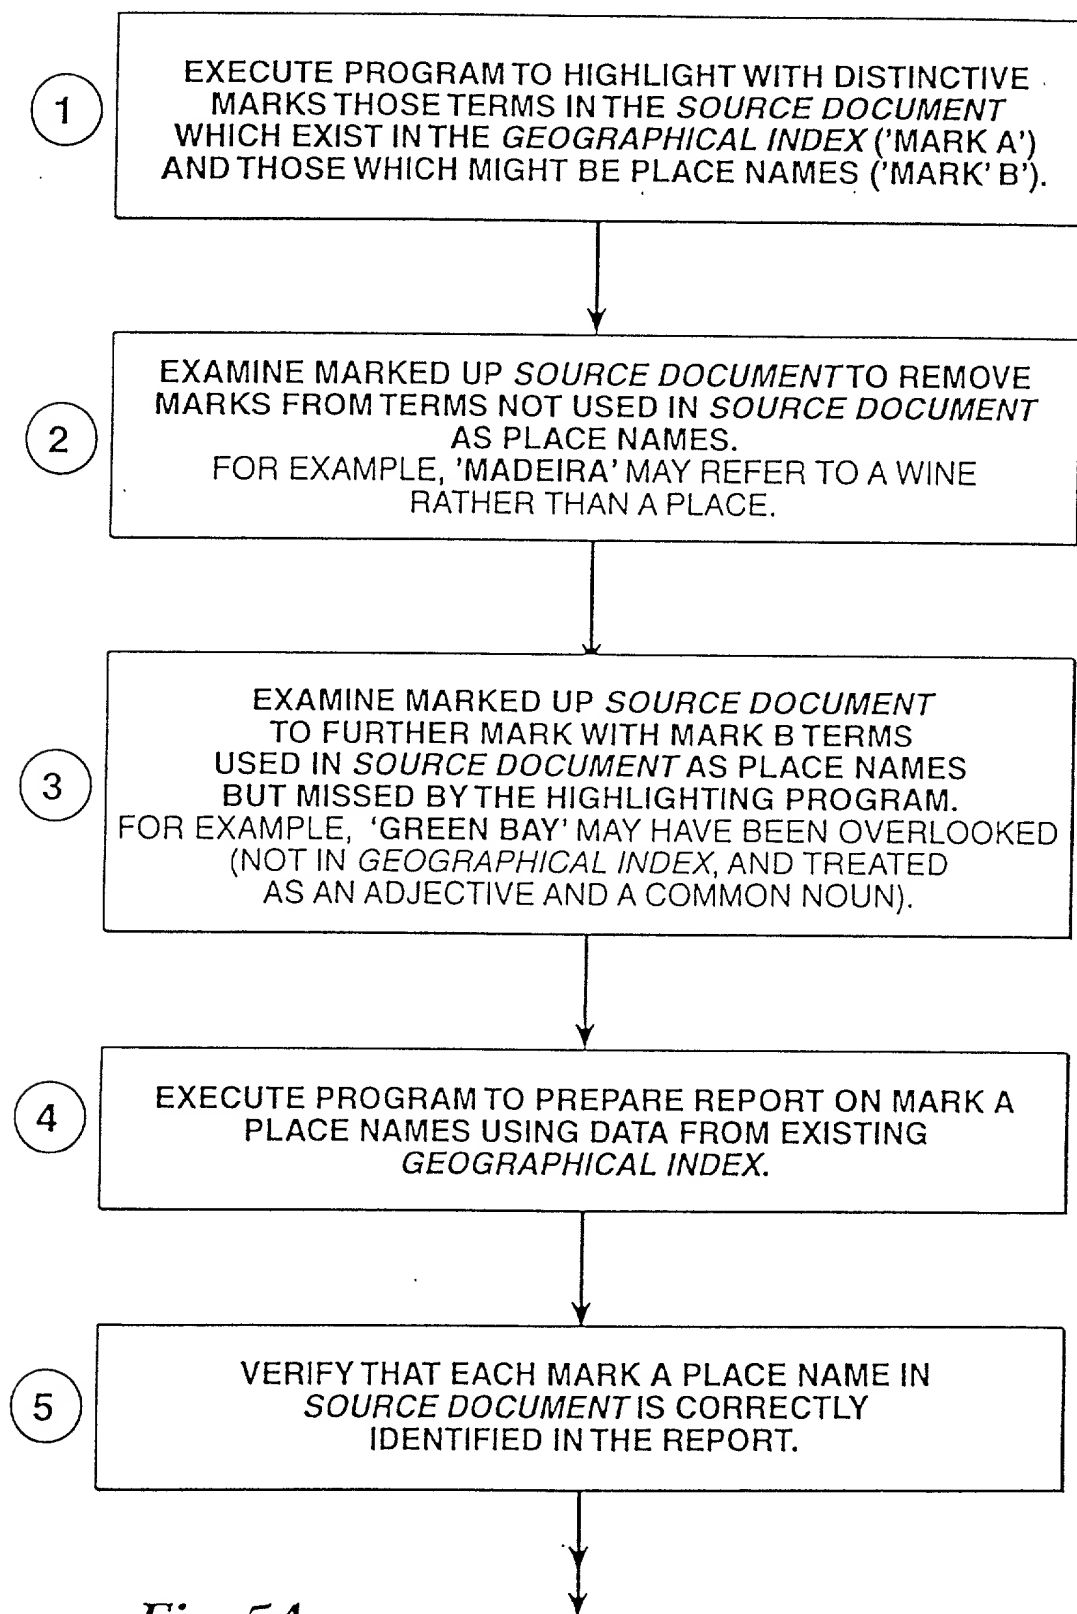 1
EXECUTE PROGRAM TO HIGHLIGHT WITH DISTINCTIVE
MARKS THOSE TERMS IN THE SOURCE DOCUMENT
WHICH EXIST IN THE GEOGRAPHICAL INDEX ('MARK A')
AND THOSE WHICH MIGHT BE PLACE NAMES ('MARK' B').
2
EXAMINE MARKED UP SOURCE DOCUMENT TO REMOVE
MARKS FROM TERMS NOT USED IN SOURCE DOCUMENT
AS PLACE NAMES.
FOR EXAMPLE, 'MADEIRA' MAY REFER TO A WINE
RATHER THAN A PLACE.
3
EXAMINE MARKED UP SOURCE DOCUMENT
TO FURTHER MARK WITH MARK B TERMS
USED IN SOURCE DOCUMENT AS PLACE NAMES
BUT MISSED BY THE HIGHLIGHTING PROGRAM.
FOR EXAMPLE, 'GREEN BAY' MAY HAVE BEEN OVERLOOKED
(NOT IN GEOGRAPHICAL INDEX, AND TREATED
AS AN ADJECTIVE AND A COMMON NOUN).
4
EXECUTE PROGRAM TO PREPARE REPORT ON MARK A
PLACE NAMES USING DATA FROM EXISTING
GEOGRAPHICAL INDEX.
5
VERIFY THAT EACH MARK A PLACE NAME IN
SOURCE DOCUMENT IS CORRECTLY
IDENTIFIED IN THE REPORT.
Fig. 5A